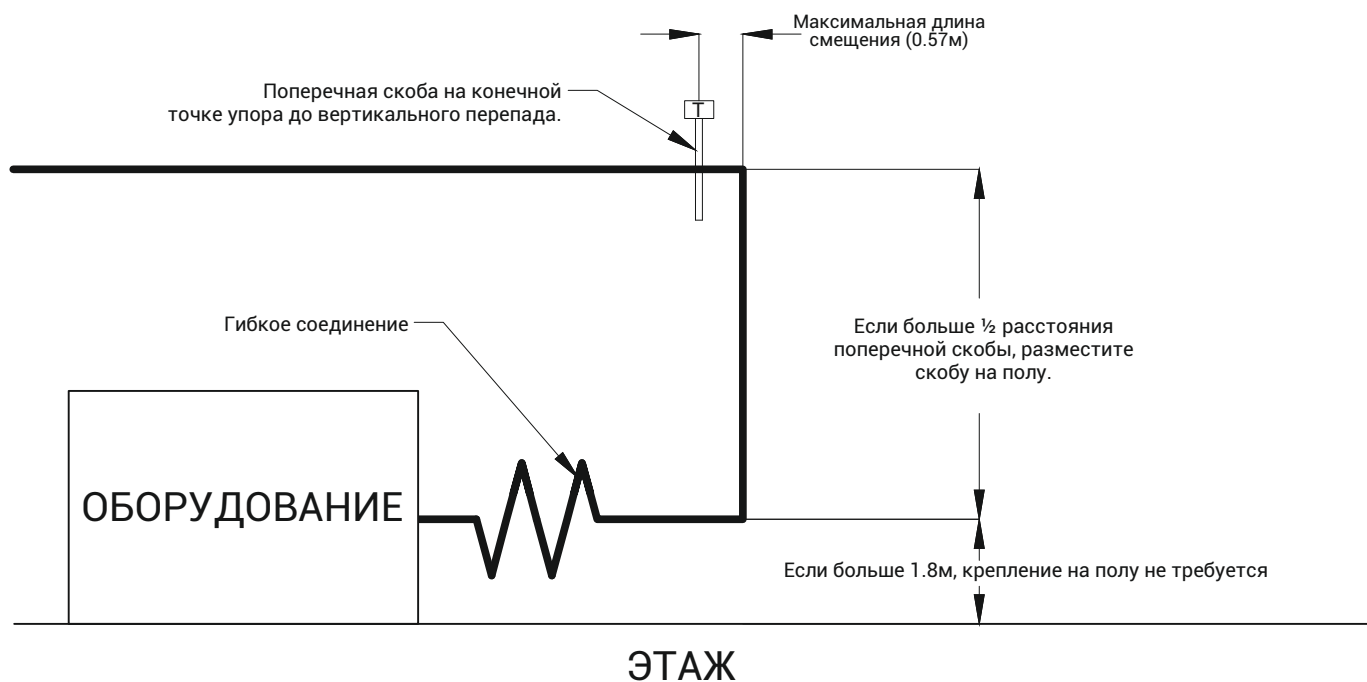 Максимальная длина
смещения (0.57м)
Поперечная скоба на конечной
точке упора до вертикального перепада.
T
Гибкое соединение
Если больше ½ расстояния
поперечной скобы, разместите
скобу на полу.
ОБОРУДОВАНИЕ
Если больше 1.8м, крепление на полу не требуется
ЭТАЖ